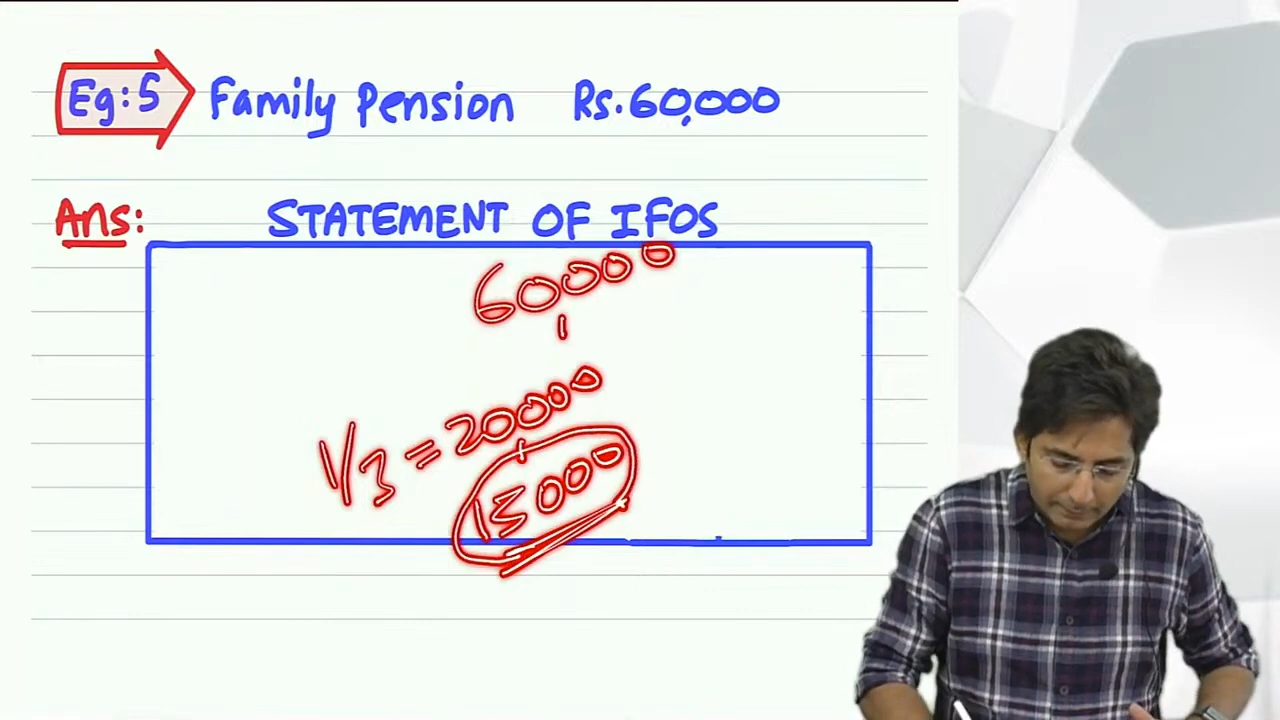 Eg: 5 Family Pension Rs. 60,000
Ans: STATEMENT OF IFOS
60000
1/3 = 20000
15000